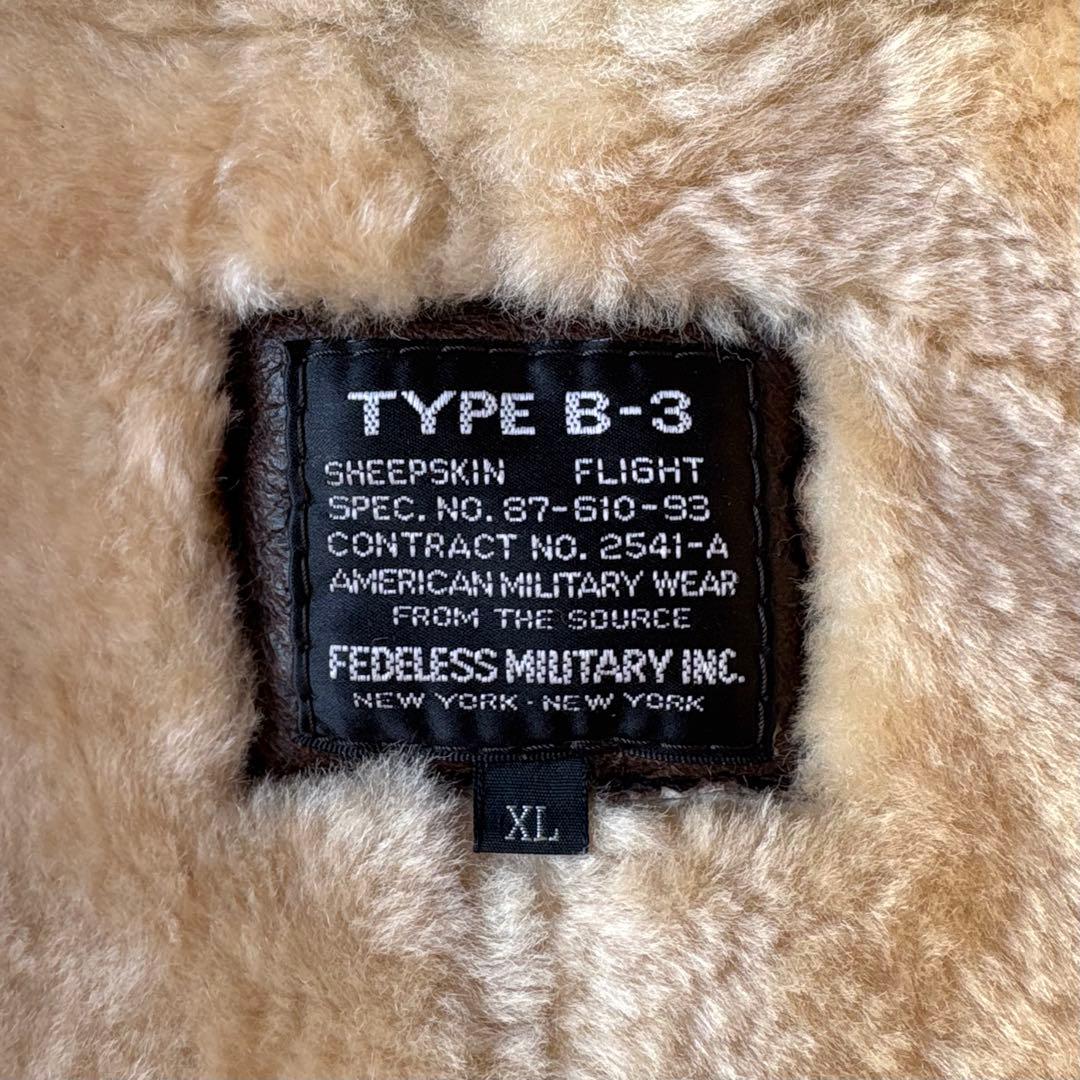 TYPE B-3
SHEEPSKIN FLIGHT
SPEC. NO. 87-610-93
CONTRACT NO. 2541-A
AMERICAN MILITARY WEAR
FROM THE SOURCE
FEDELESS MILITARY INC.
NEW YORK · NEW YORK
XL